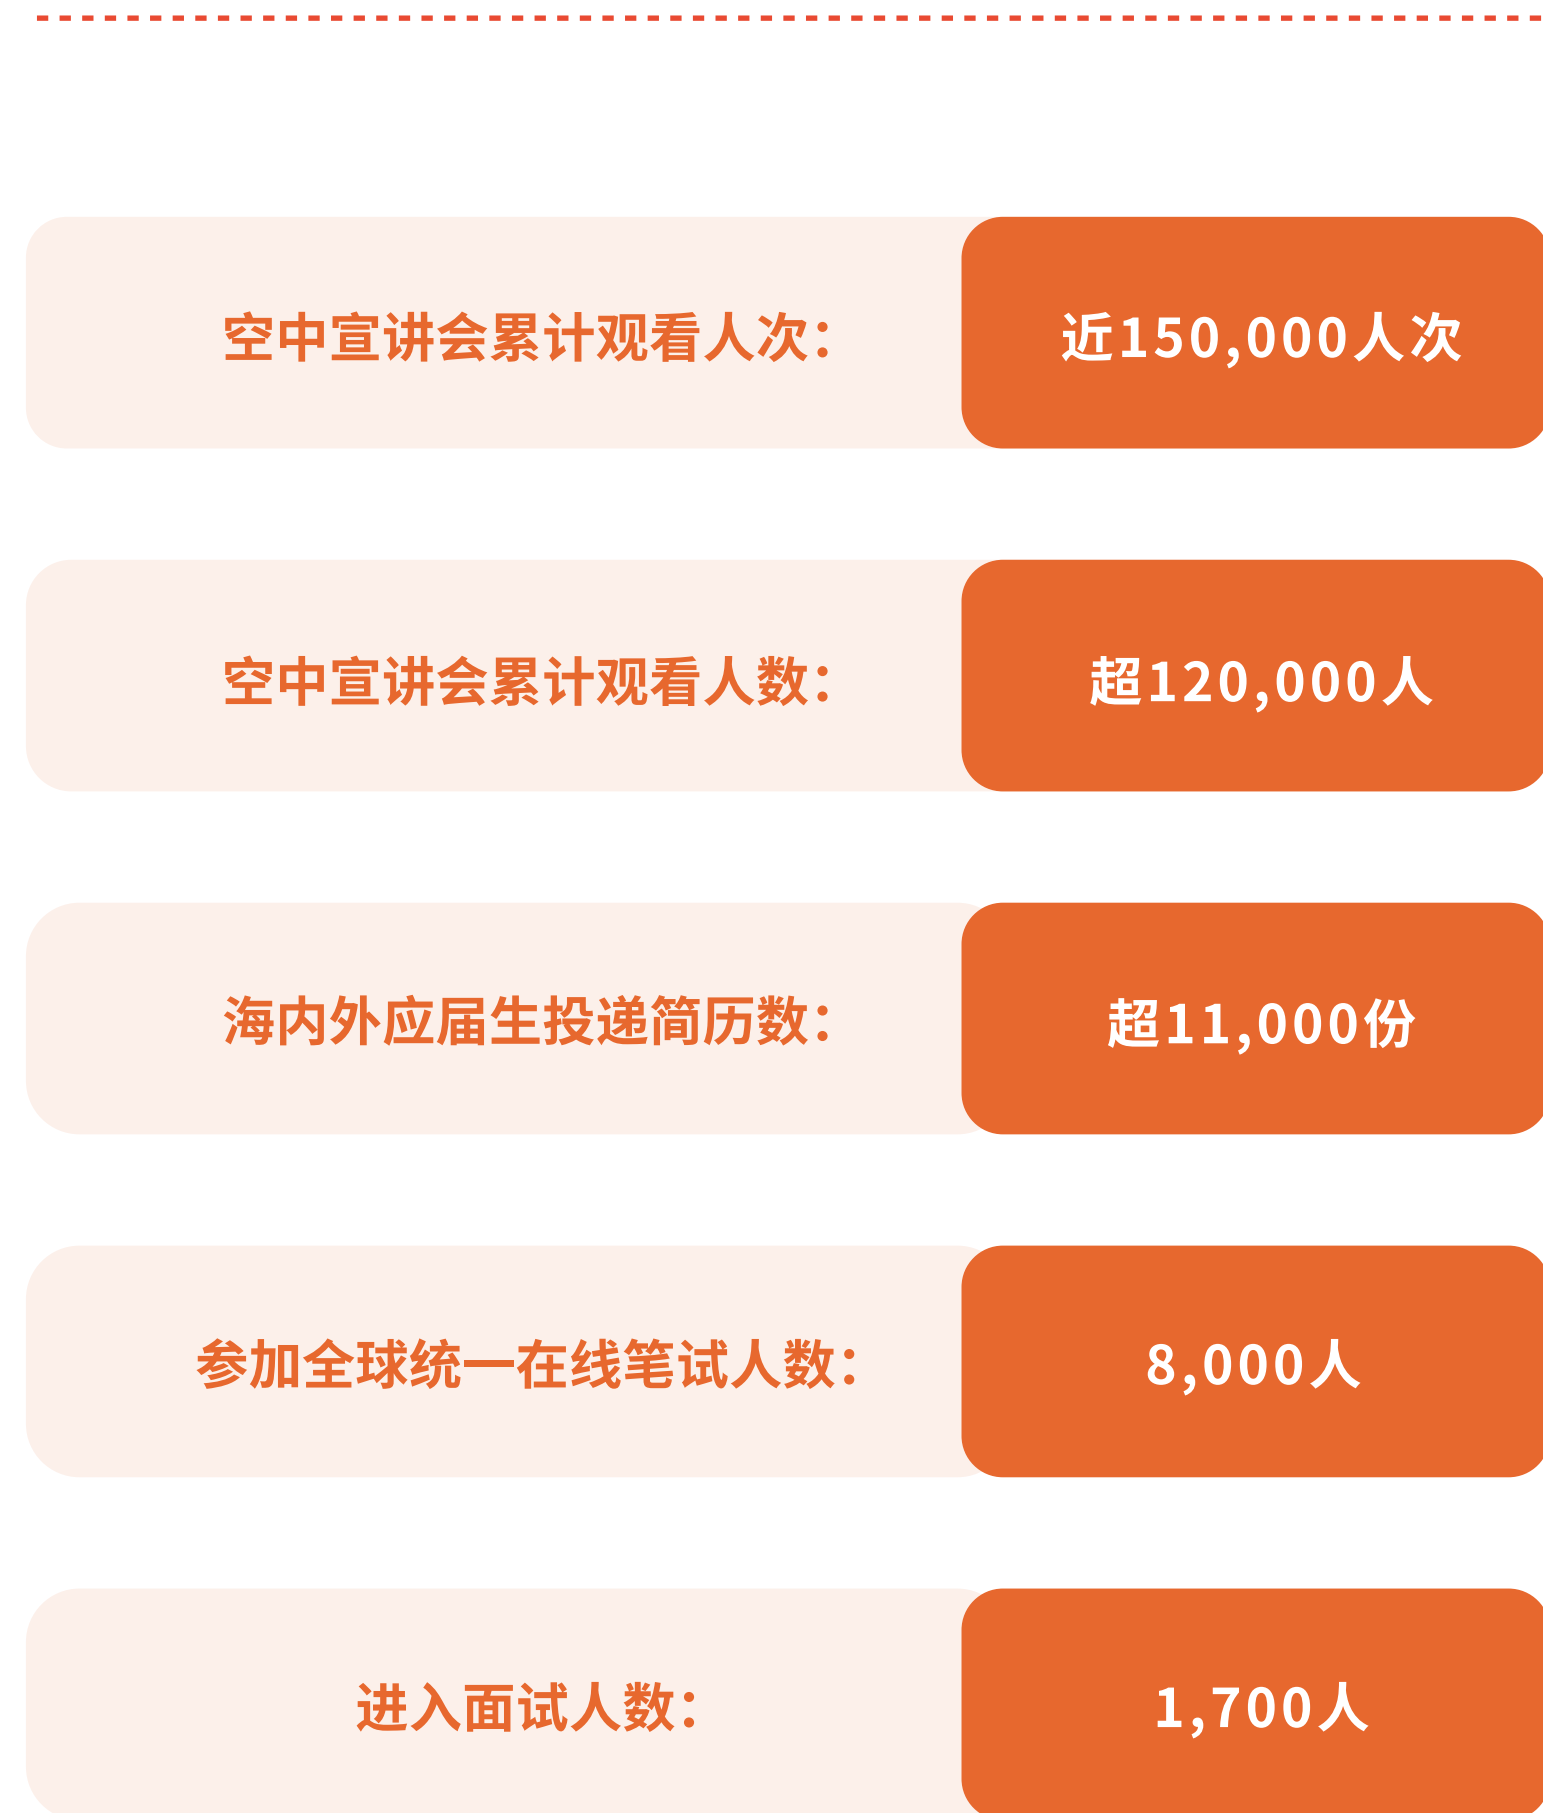 空中宣讲会累计观看人次：
近150,000人次
空中宣讲会累计观看人数：
超120,000人
海内外应届生投递简历数：
超11,000份
参加全球统一在线笔试人数：
8,000人
进入面试人数：
1,700人